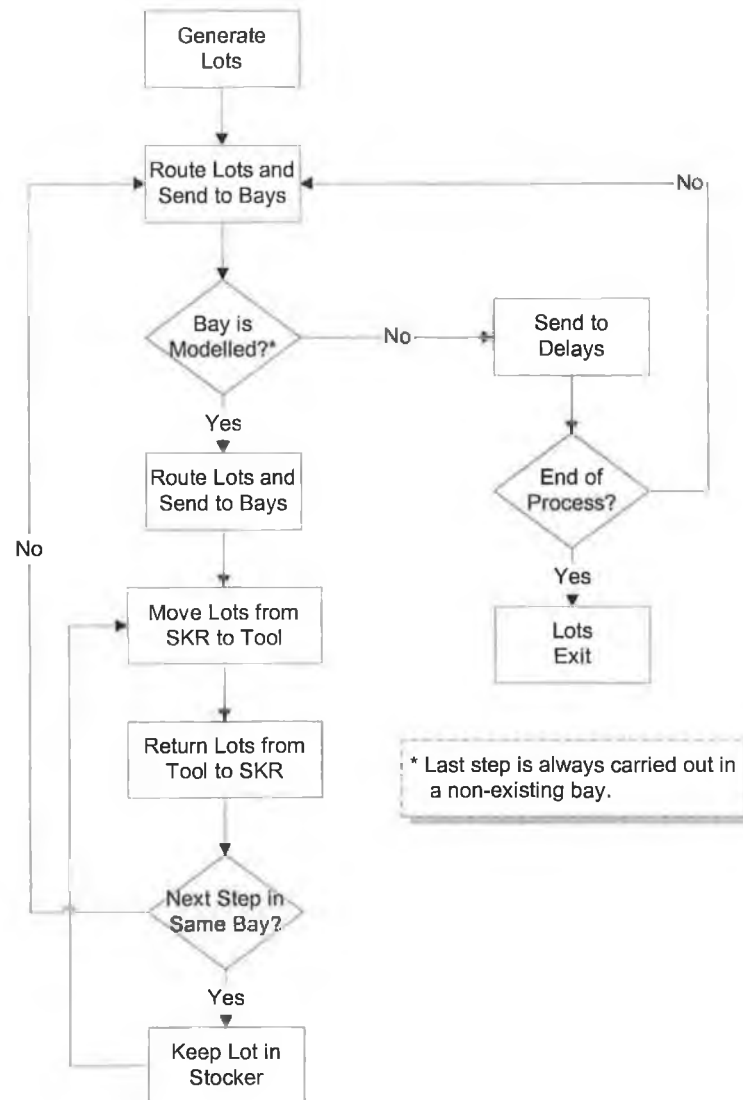 Generate
Lots
Route Lots and
Send to Bays
No
Bay is
Modelled?*
No
Send to
Delays
Yes
Route Lots and
Send to Bays
End of
Process?
No
Yes
Move Lots from
SKR to Tool
Lots
Exit
Return Lots from
Tool to SKR
* Last step is always carried out in
a non-existing bay.
Next Step in
Same Bay?
Yes
Keep Lot in
Stocker